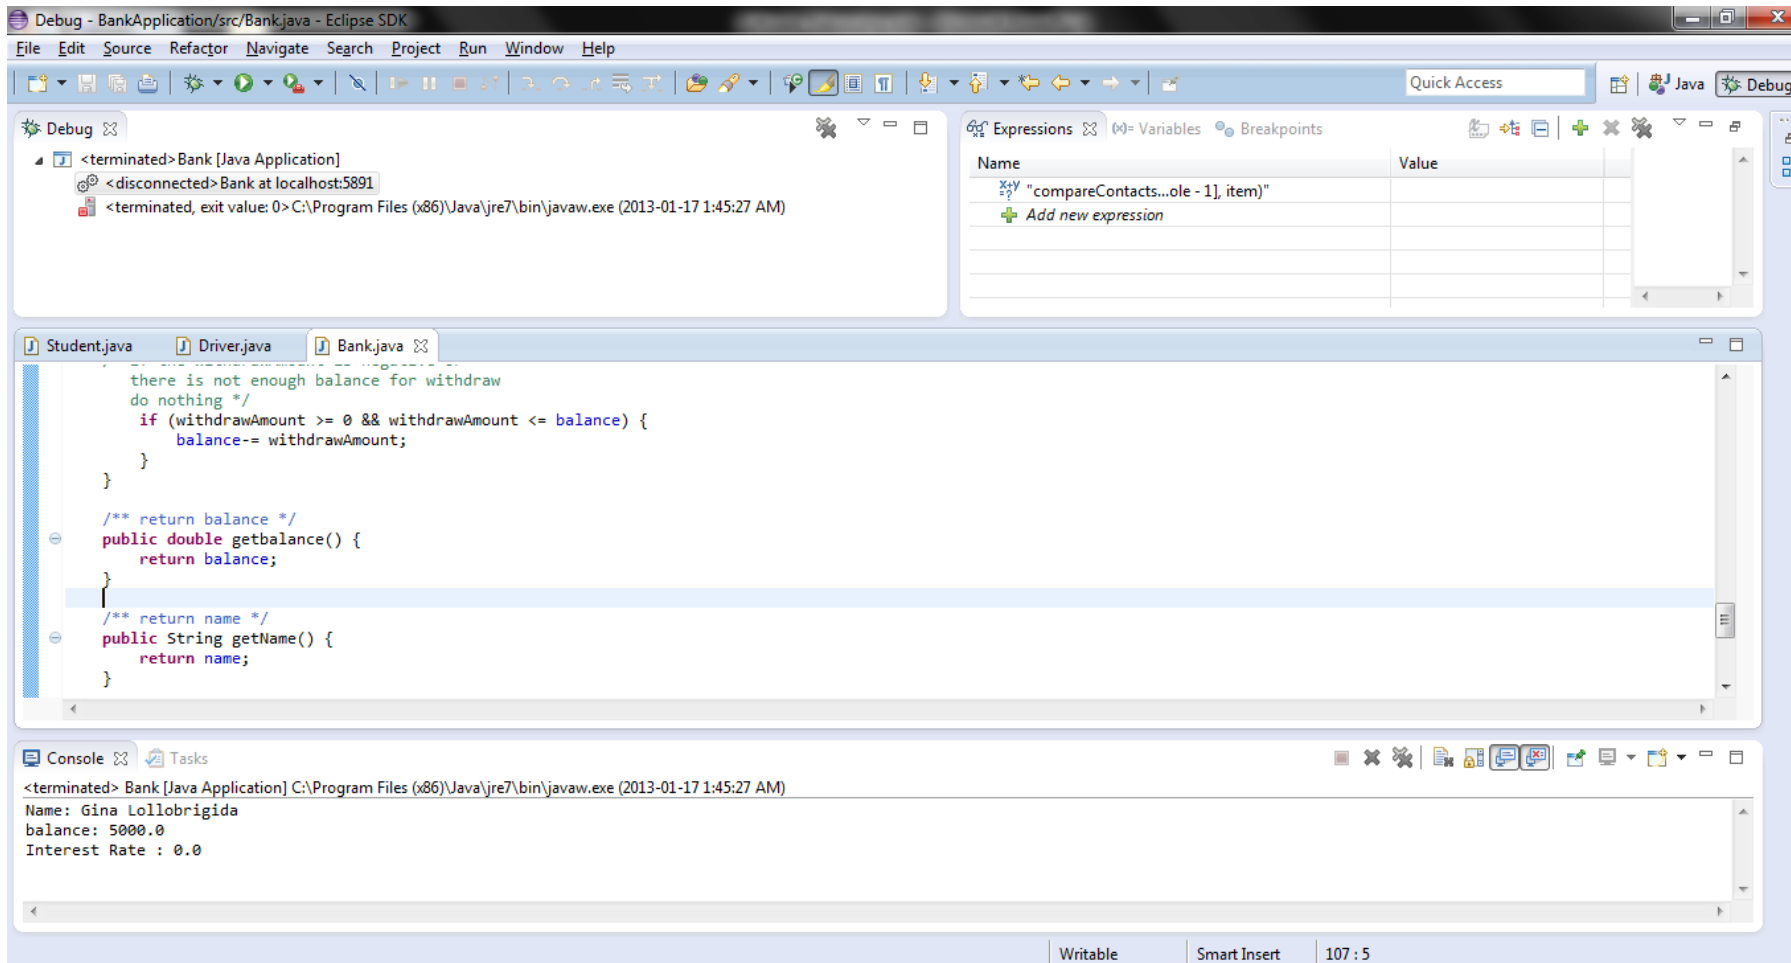 Debug - BankApplication/src/Bank.java - Eclipse SDK
File Edit Source Refactor Navigate Search Project Run Window Help
Quick Access Java Debug
Debug
<terminated>Bank [Java Application]
<disconnected>Bank at localhost:5891
<terminated, exit value: 0>C:\Program Files (x86)\Java\jre7\bin\javaw.exe (2013-01-17 1:45:27 AM)
Expressions (x)= Variables Breakpoints
Name Value
"compareContacts...ole - 1], item)"
Add new expression
Student.java Driver.java Bank.java
there is not enough balance for withdraw
do nothing */
if (withdrawAmount >= 0 && withdrawAmount <= balance) {
balance-= withdrawAmount;
}
}
/** return balance */
public double getbalance() {
return balance;
}
/** return name */
public String getName() {
return name;
}
Console Tasks
<terminated> Bank [Java Application] C:\Program Files (x86)\Java\jre7\bin\javaw.exe (2013-01-17 1:45:27 AM)
Name: Gina Lollobrigida
balance: 5000.0
Interest Rate : 0.0
Writable Smart Insert 107 : 5